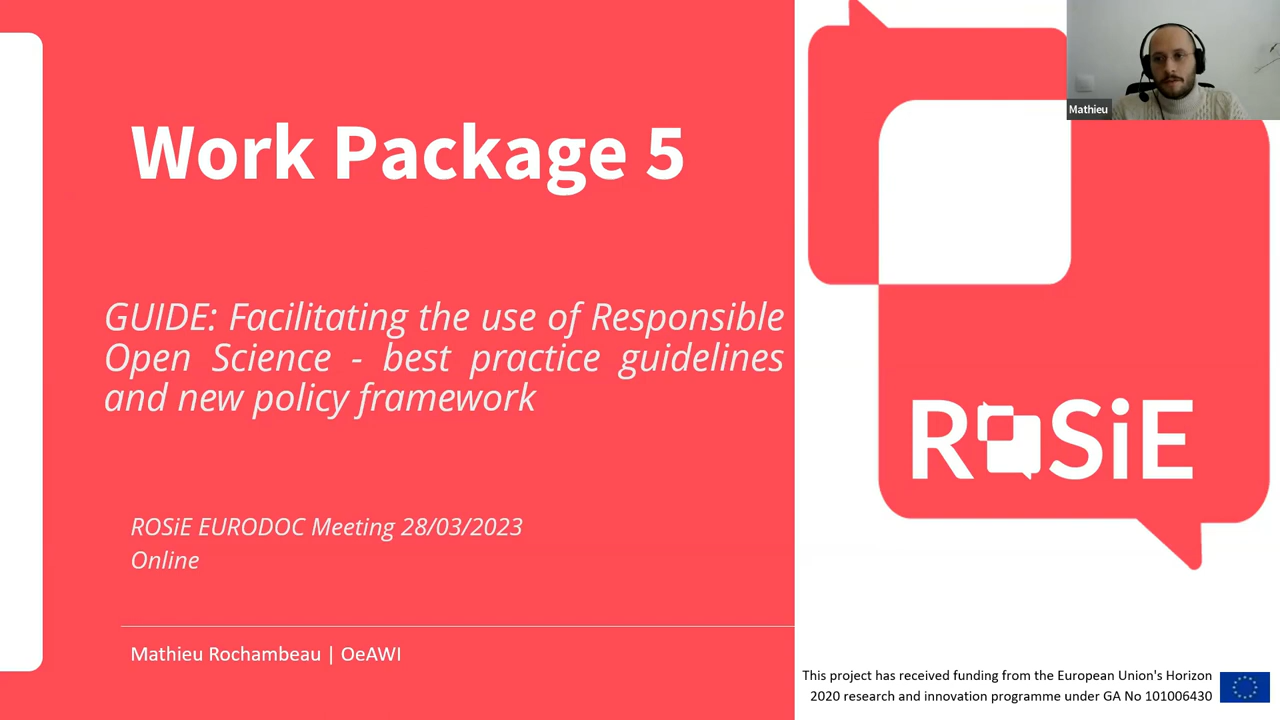 Work Package 5
GUIDE: Facilitating the use of Responsible
Open Science - best practice guidelines
and new policy framework
ROSiE EURODOC Meeting 28/03/2023
Online
Mathieu Rochambeau | OeAWI
Mathieu
ROSiE
This project has received funding from the European Union's Horizon
2020 research and innovation programme under GA No 101006430